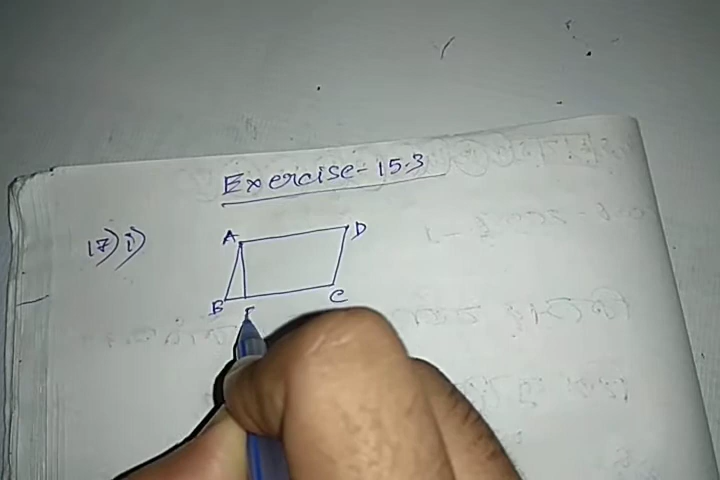 Exercise-15.3
17) i)
A D
B C